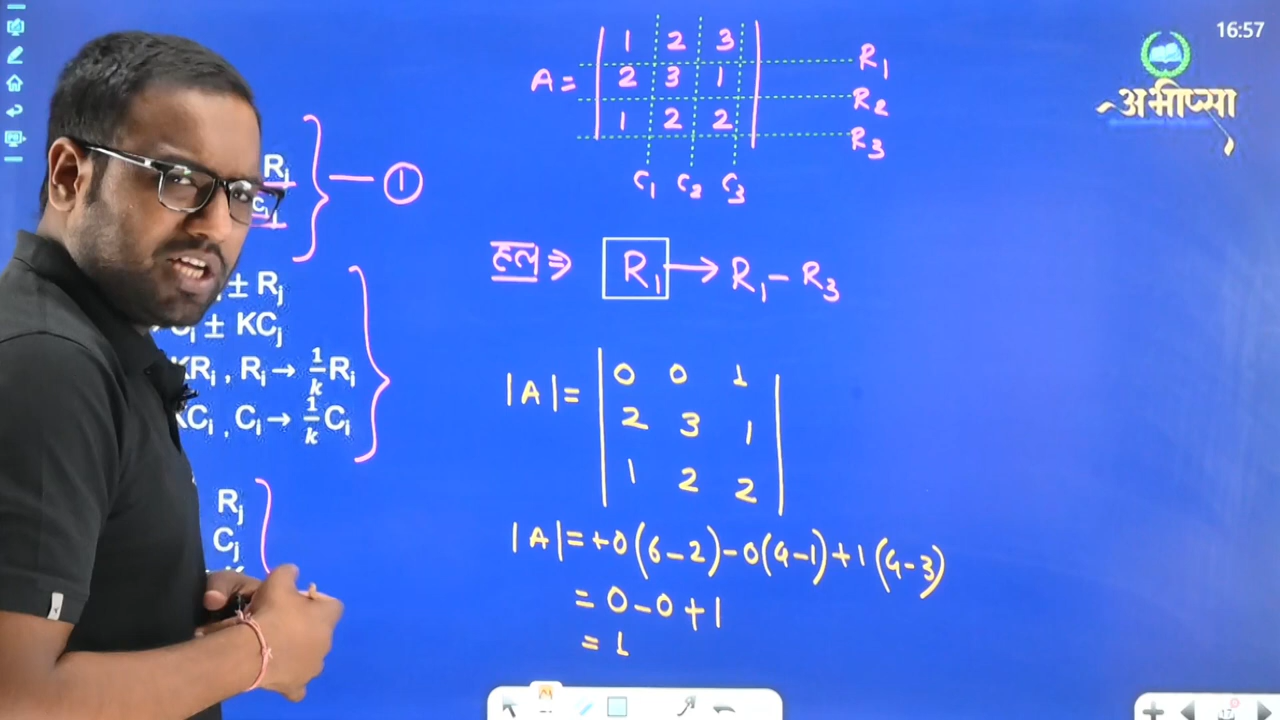 16:57
अभीप्सा
A = | 1 2 3 |
| 2 3 1 |
| 1 2 2 |
R₁
R₂
R₃
C₁ C₂ C₃
Rⱼ
①
± Rⱼ
± KCⱼ
KRᵢ , Rᵢ → 1/k Rᵢ
KCᵢ , Cᵢ → 1/k Cᵢ
Rⱼ
Cⱼ
हल ⇒ R₁ → R₁ – R₃
|A| = | 0 0 1 |
| 2 3 1 |
| 1 2 2 |
|A| = +0(6-2)-0(4-1)+1(4-3)
= 0-0+1
= 1
17